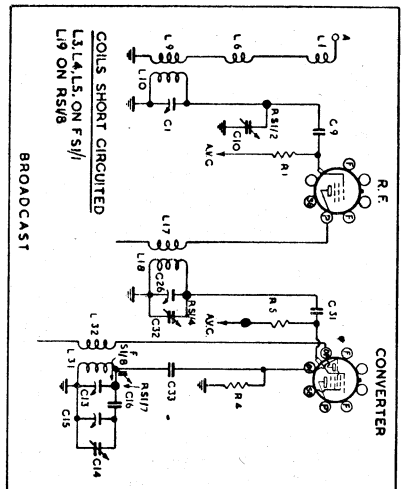 COILS SHORT CIRCUITED
L3, L4, L5, ON FS1/1
L19 ON RS1/8
BROADCAST
A
L1
L6
L9
L10
C1
RS1/2
C10
A.V.C
R1
C9
F
F
P
R.F.
L17
L18
C26
RS1/4
C32
A.V.C.
R5
C31
F
F
P
CONVERTER
L32
L31
F
S1/8
RS1/7
C16
C13
C15
C14
C33
R4